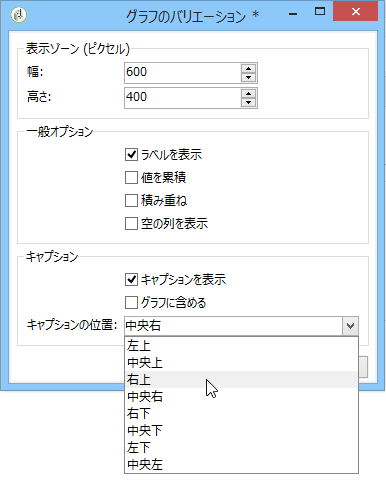 グラフのバリエーション *
表示ゾーン (ピクセル)
幅: 600
高さ: 400
一般オプション
ラベルを表示
値を累積
積み重ね
空の列を表示
キャプション
キャプションを表示
グラフに含める
キャプションの位置: 中央右
左上
中央上
右上
中央右
右下
中央下
左下
中央左